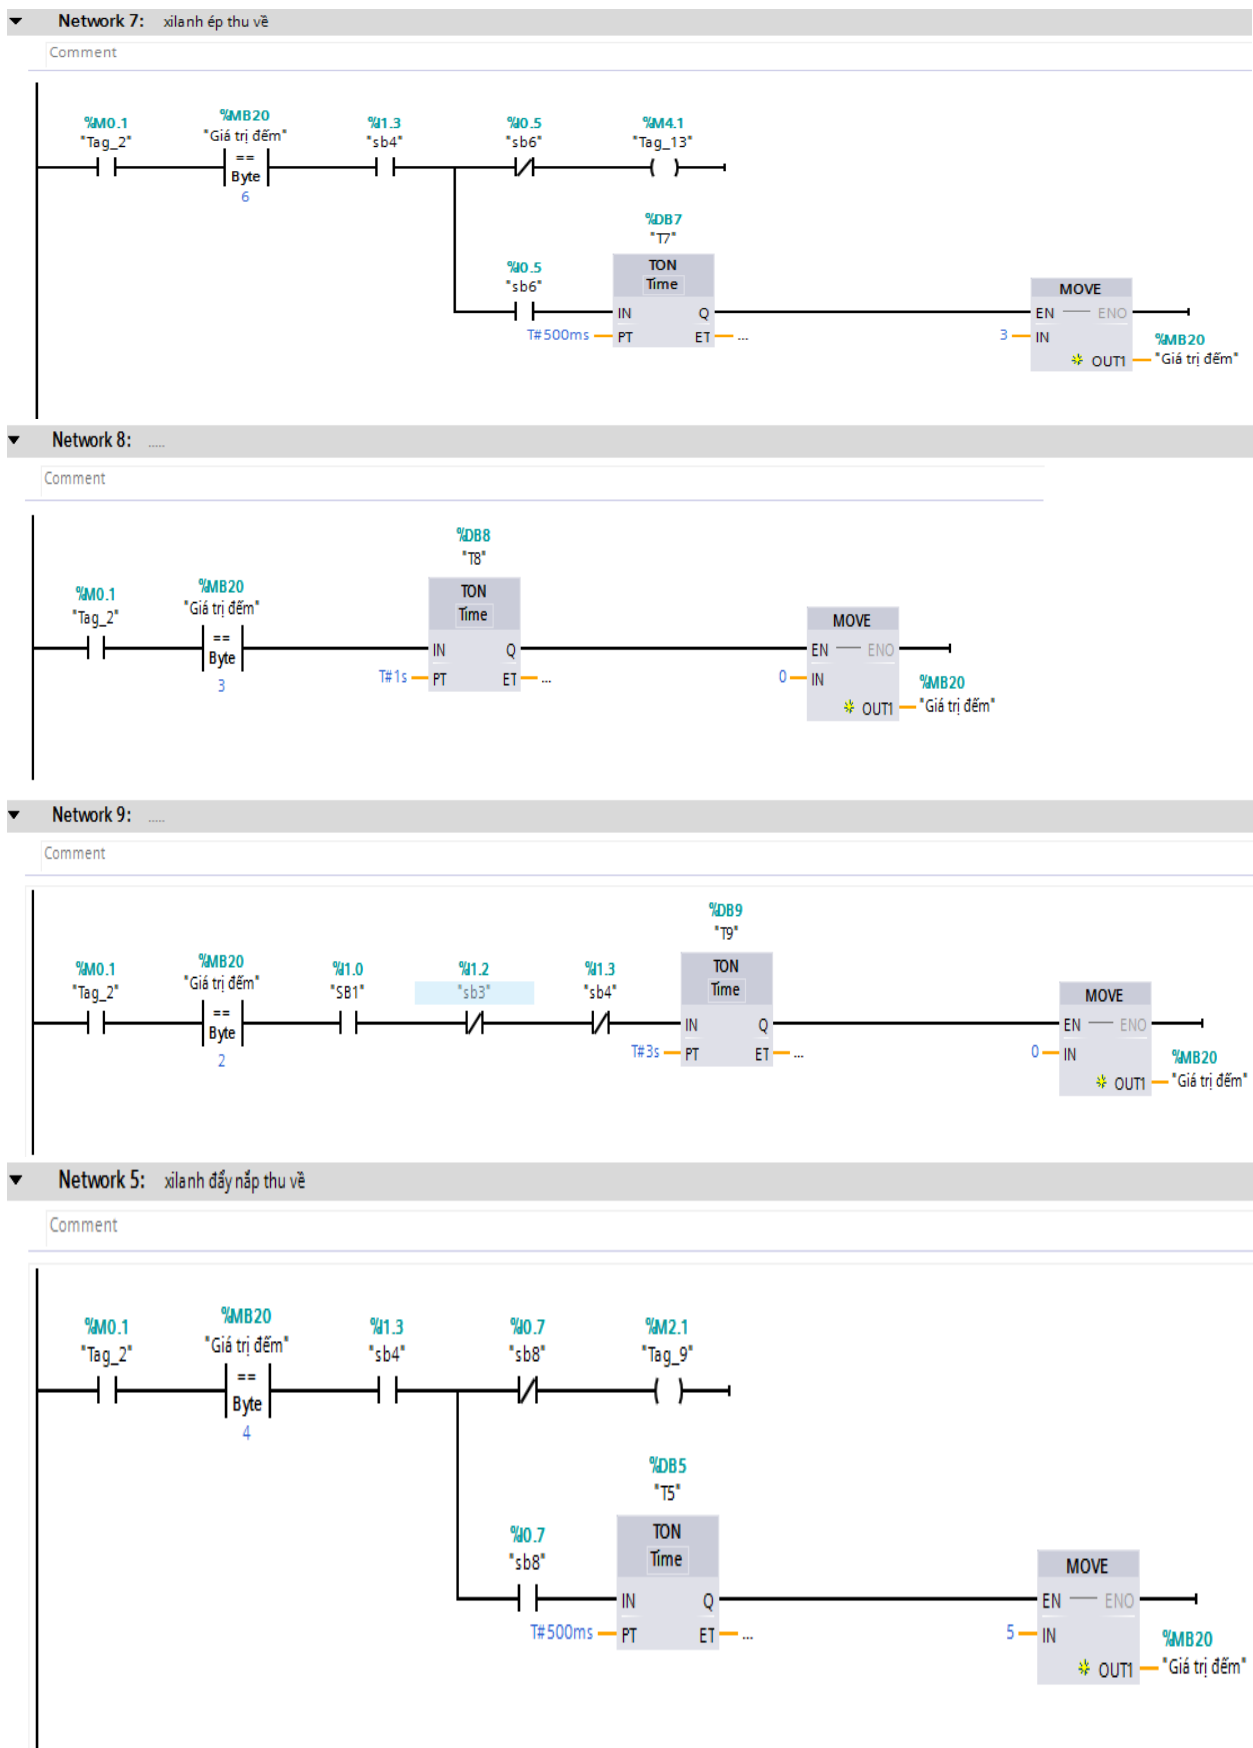 Network 7: xilanh ép thu về
Comment
%M0.1 %MB20 %I1.3 %I0.5 %M4.1
"Tag_2" "Giá trị đếm" "sb4" "sb6" "Tag_13"
==
Byte
6
%DB7
"T7"
%I0.5 TON
"sb6" Time MOVE
IN Q EN ENO
T#500ms PT ET ... 3 IN %MB20
OUT1 "Giá trị đếm"
Network 8: .....
Comment
%DB8
"T8"
%M0.1 %MB20 TON
"Tag_2" "Giá trị đếm" Time MOVE
== IN Q EN ENO
Byte T#1s PT ET ... 0 IN %MB20
3 OUT1 "Giá trị đếm"
Network 9: .....
Comment
%DB9
"T9"
%M0.1 %MB20 %I1.0 %I1.2 %I1.3 TON
"Tag_2" "Giá trị đếm" "SB1" "sb3" "sb4" Time MOVE
== IN Q EN ENO
Byte T#3s PT ET ... 0 IN %MB20
2 OUT1 "Giá trị đếm"
Network 5: xilanh đẩy nắp thu về
Comment
%M0.1 %MB20 %I1.3 %I0.7 %M2.1
"Tag_2" "Giá trị đếm" "sb4" "sb8" "Tag_9"
==
Byte
4
%DB5
"T5"
%I0.7 TON
"sb8" Time MOVE
IN Q EN ENO
T#500ms PT ET ... 5 IN %MB20
OUT1 "Giá trị đếm"